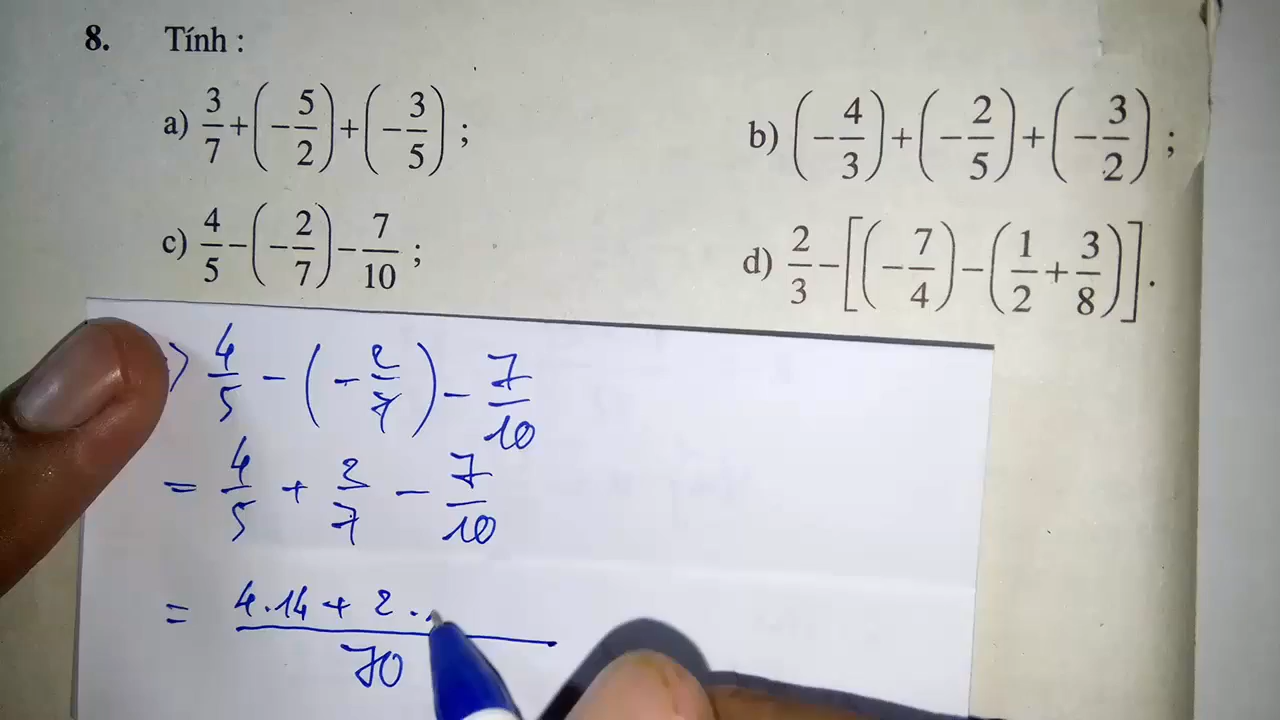 8. Tính :
a) 3/7 + (− 5/2) + (− 3/5) ;
b) (− 4/3) + (− 2/5) + (− 3/2) ;
c) 4/5 − (− 2/7) − 7/10 ;
d) 2/3 − [(− 7/4) − (1/2 + 3/8)] .
) 4/5 − (− 2/7) − 7/10
= 4/5 + 2/7 − 7/10
= 4.14 + 2 . / 70